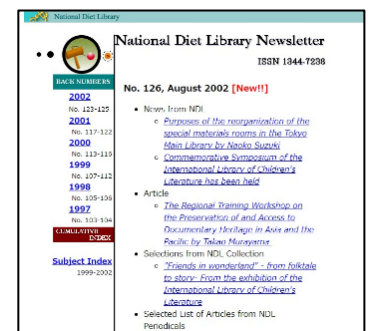 National Diet Library
National Diet Library Newsletter
ISSN 1344-7238
BACK NUMBERS
2002
No. 123-125
2001
No. 117-122
2000
No. 113-116
1999
No. 107-112
1998
No. 105-106
1997
No. 103-104
CUMULATIVE
INDEX
Subject Index
1999-2002
No. 126, August 2002 [New!!]
News from NDL
Purposes of the reorganization of the
special materials rooms in the Tokyo
Main Library by Naoko Suzuki
Commemorative Symposium of the
International Library of Children's
Literature has been held
Article
The Regional Training Workshop on
the Preservation of and Access to
Documentary Heritage in Asia and the
Pacific by Takao Murayama
Selections from NDL Collection
"Friends in wonderland" - from folktale
to story- From the exhibition of the
International Library of Children's
Literature
Selected List of Articles from NDL
Periodicals